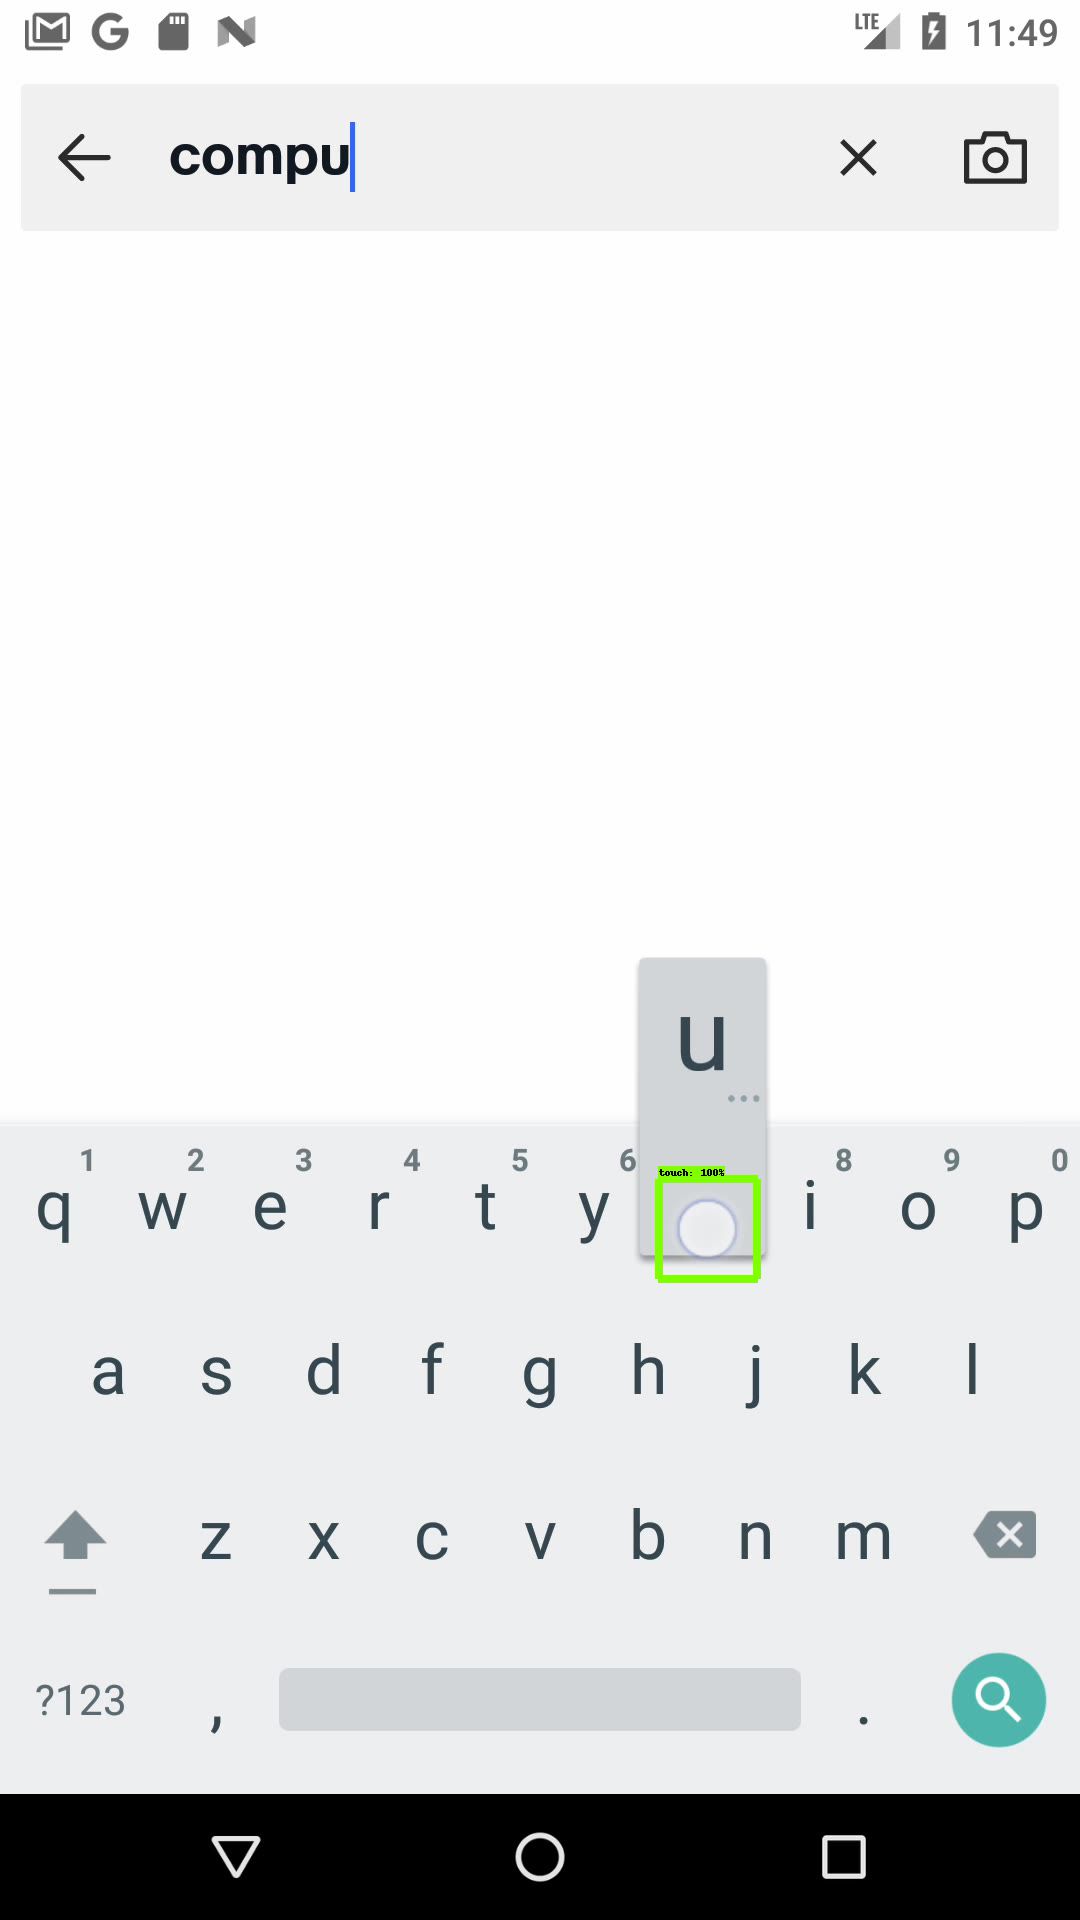 LTE 11:49
compu
u
...
1 2 3 4 5 6 8 9 0
touch: 100%
q w e r t y i o p
a s d f g h j k l
z x c v b n m
?123 , .